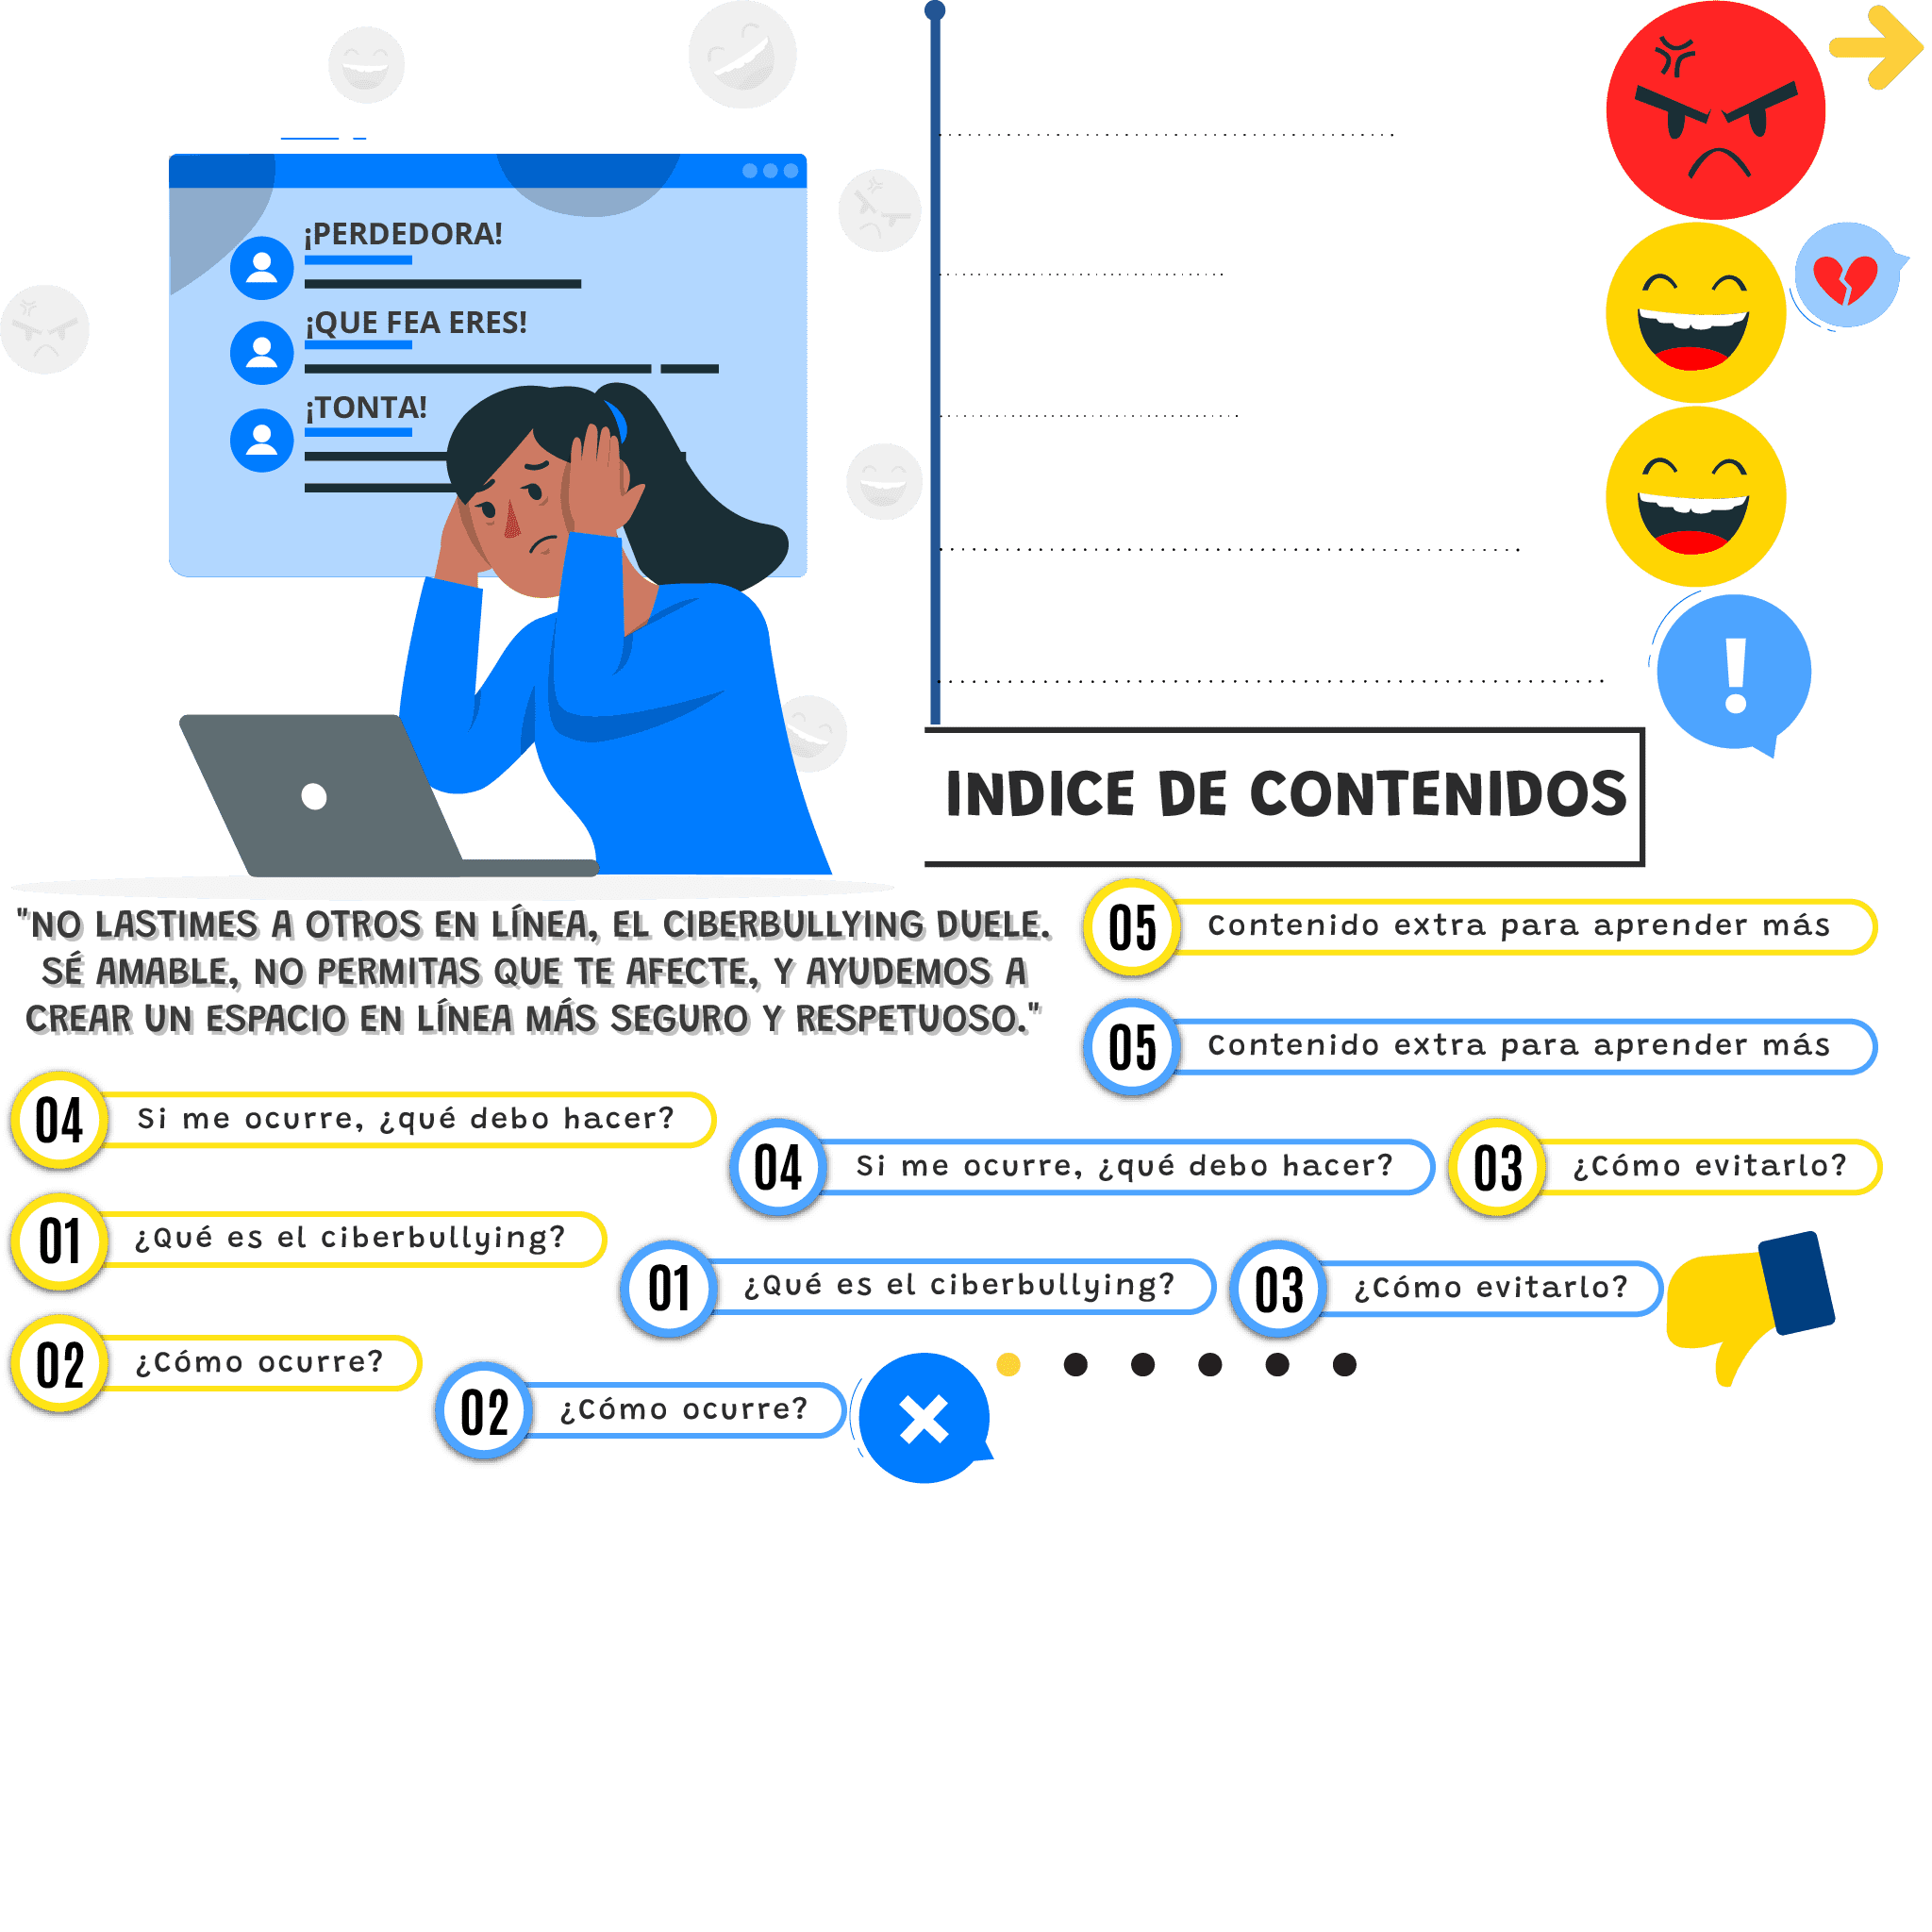 ¡PERDEDORA!
¡QUE FEA ERES!
¡TONTA!
INDICE DE CONTENIDOS
"NO LASTIMES A OTROS EN LÍNEA, EL CIBERBULLYING DUELE.
SÉ AMABLE, NO PERMITAS QUE TE AFECTE, Y AYUDEMOS A
CREAR UN ESPACIO EN LÍNEA MÁS SEGURO Y RESPETUOSO."
05 Contenido extra para aprender más
05 Contenido extra para aprender más
04 Si me ocurre, ¿qué debo hacer?
04 Si me ocurre, ¿qué debo hacer?
03 ¿Cómo evitarlo?
01 ¿Qué es el ciberbullying?
01 ¿Qué es el ciberbullying?
03 ¿Cómo evitarlo?
02 ¿Cómo ocurre?
02 ¿Cómo ocurre?